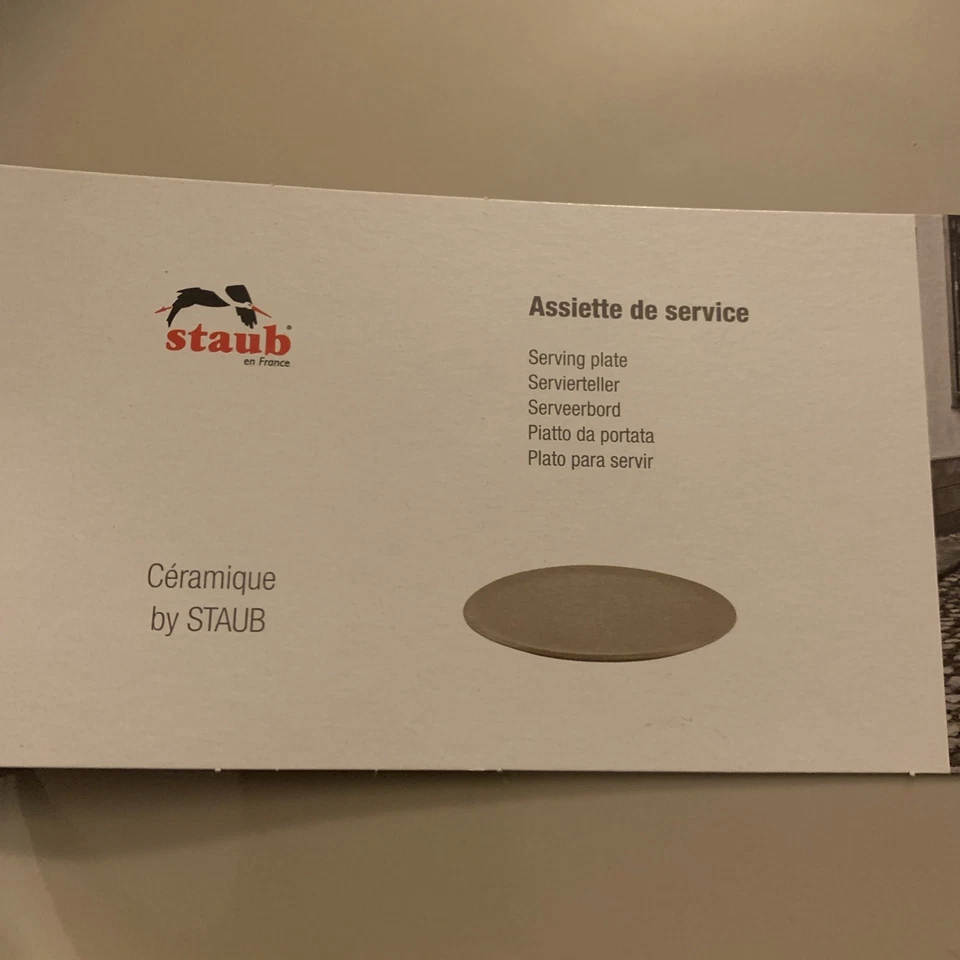 staub
en France
Assiette de service
Serving plate
Servierteller
Serveerbord
Piatto da portata
Plato para servir
Céramique
by STAUB